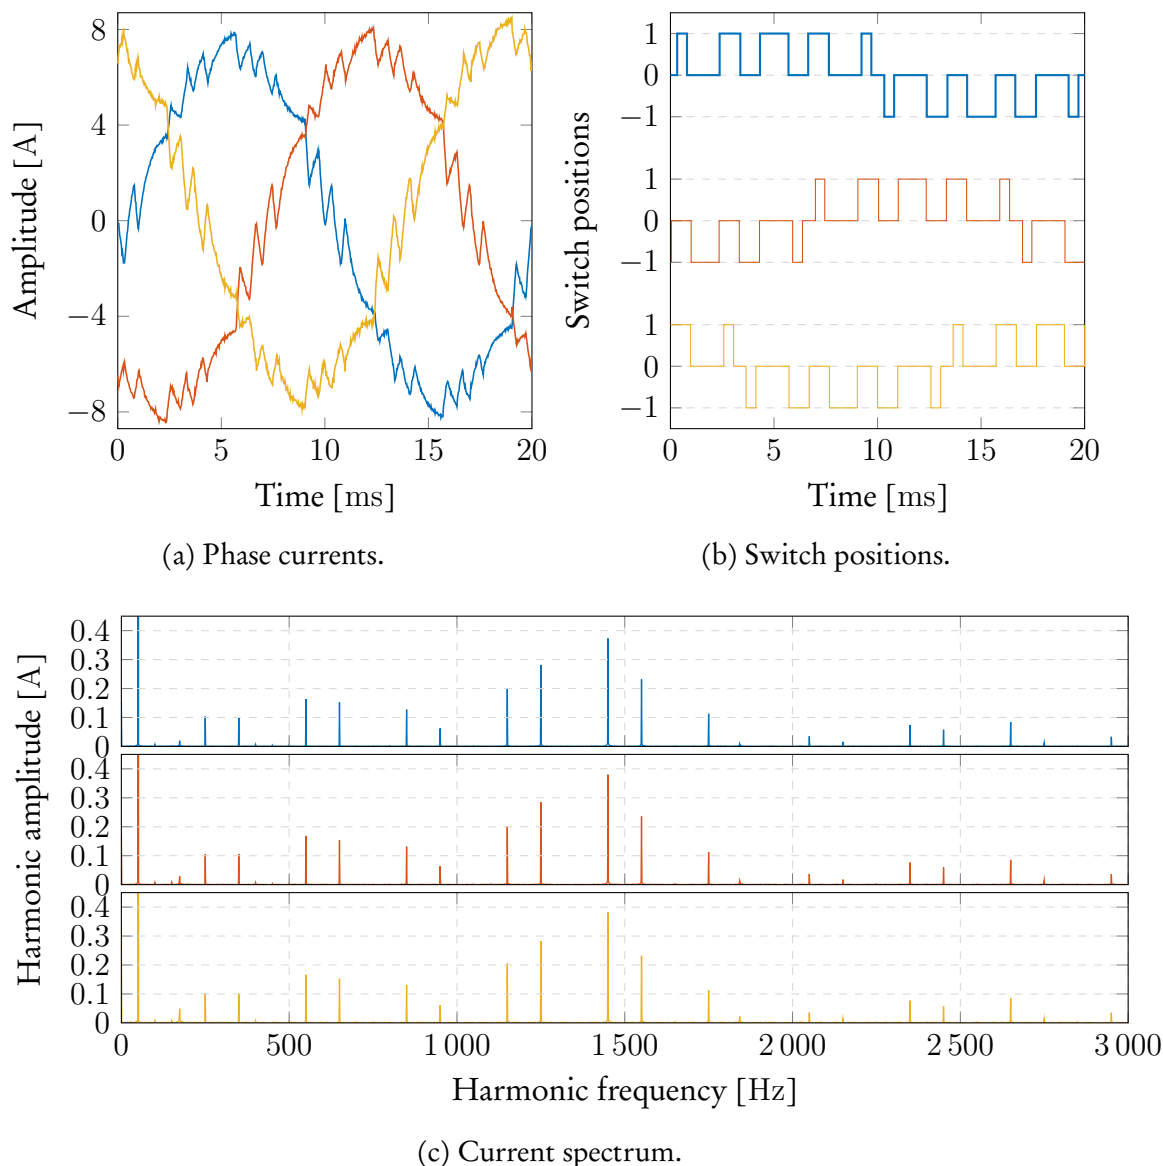 8
4
0
−4
−8
Amplitude [A]
0 5 10 15 20
Time [ms]
(a) Phase currents.
1
0
−1
1
0
−1
1
0
−1
Switch positions
0 5 10 15 20
Time [ms]
(b) Switch positions.
0.4
0.3
0.2
0.1
0
0.4
0.3
0.2
0.1
0
0.4
0.3
0.2
0.1
0
Harmonic amplitude [A]
0 500 1 000 1 500 2 000 2 500 3 000
Harmonic frequency [Hz]
(c) Current spectrum.